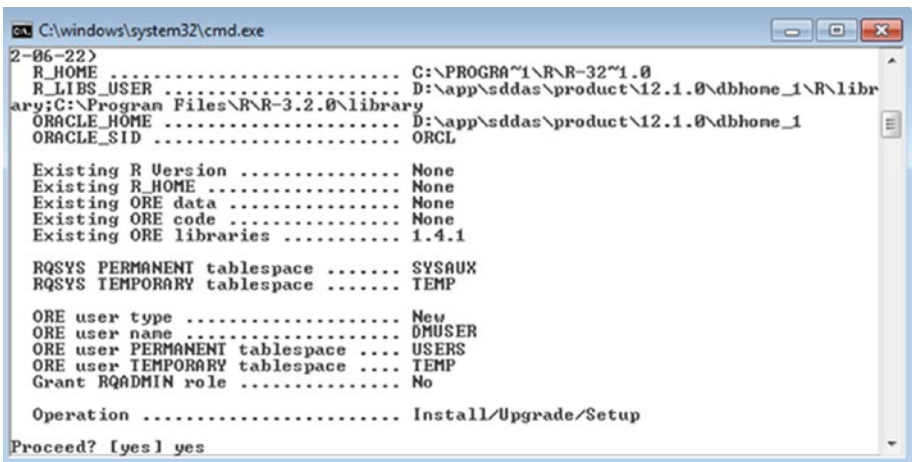 C:\windows\system32\cmd.exe
2-06-22)
R_HOME ........................... C:\PROGRA~1\R\R-32~1.0
R_LIBS_USER ...................... D:\app\sddas\product\12.1.0\dbhome_1\R\libr
ary;C:\Program Files\R\R-3.2.0\library
ORACLE_HOME ...................... D:\app\sddas\product\12.1.0\dbhome_1
ORACLE_SID ....................... ORCL
Existing R Version ............... None
Existing R_HOME .................. None
Existing ORE data ................ None
Existing ORE code ................ None
Existing ORE libraries ........... 1.4.1
RQSYS PERMANENT tablespace ....... SYSAUX
RQSYS TEMPORARY tablespace ....... TEMP
ORE user type .................... New
ORE user name .................... DMUSER
ORE user PERMANENT tablespace .... USERS
ORE user TEMPORARY tablespace .... TEMP
Grant RQADMIN role ............... No
Operation ........................ Install/Upgrade/Setup
Proceed? [yes] yes